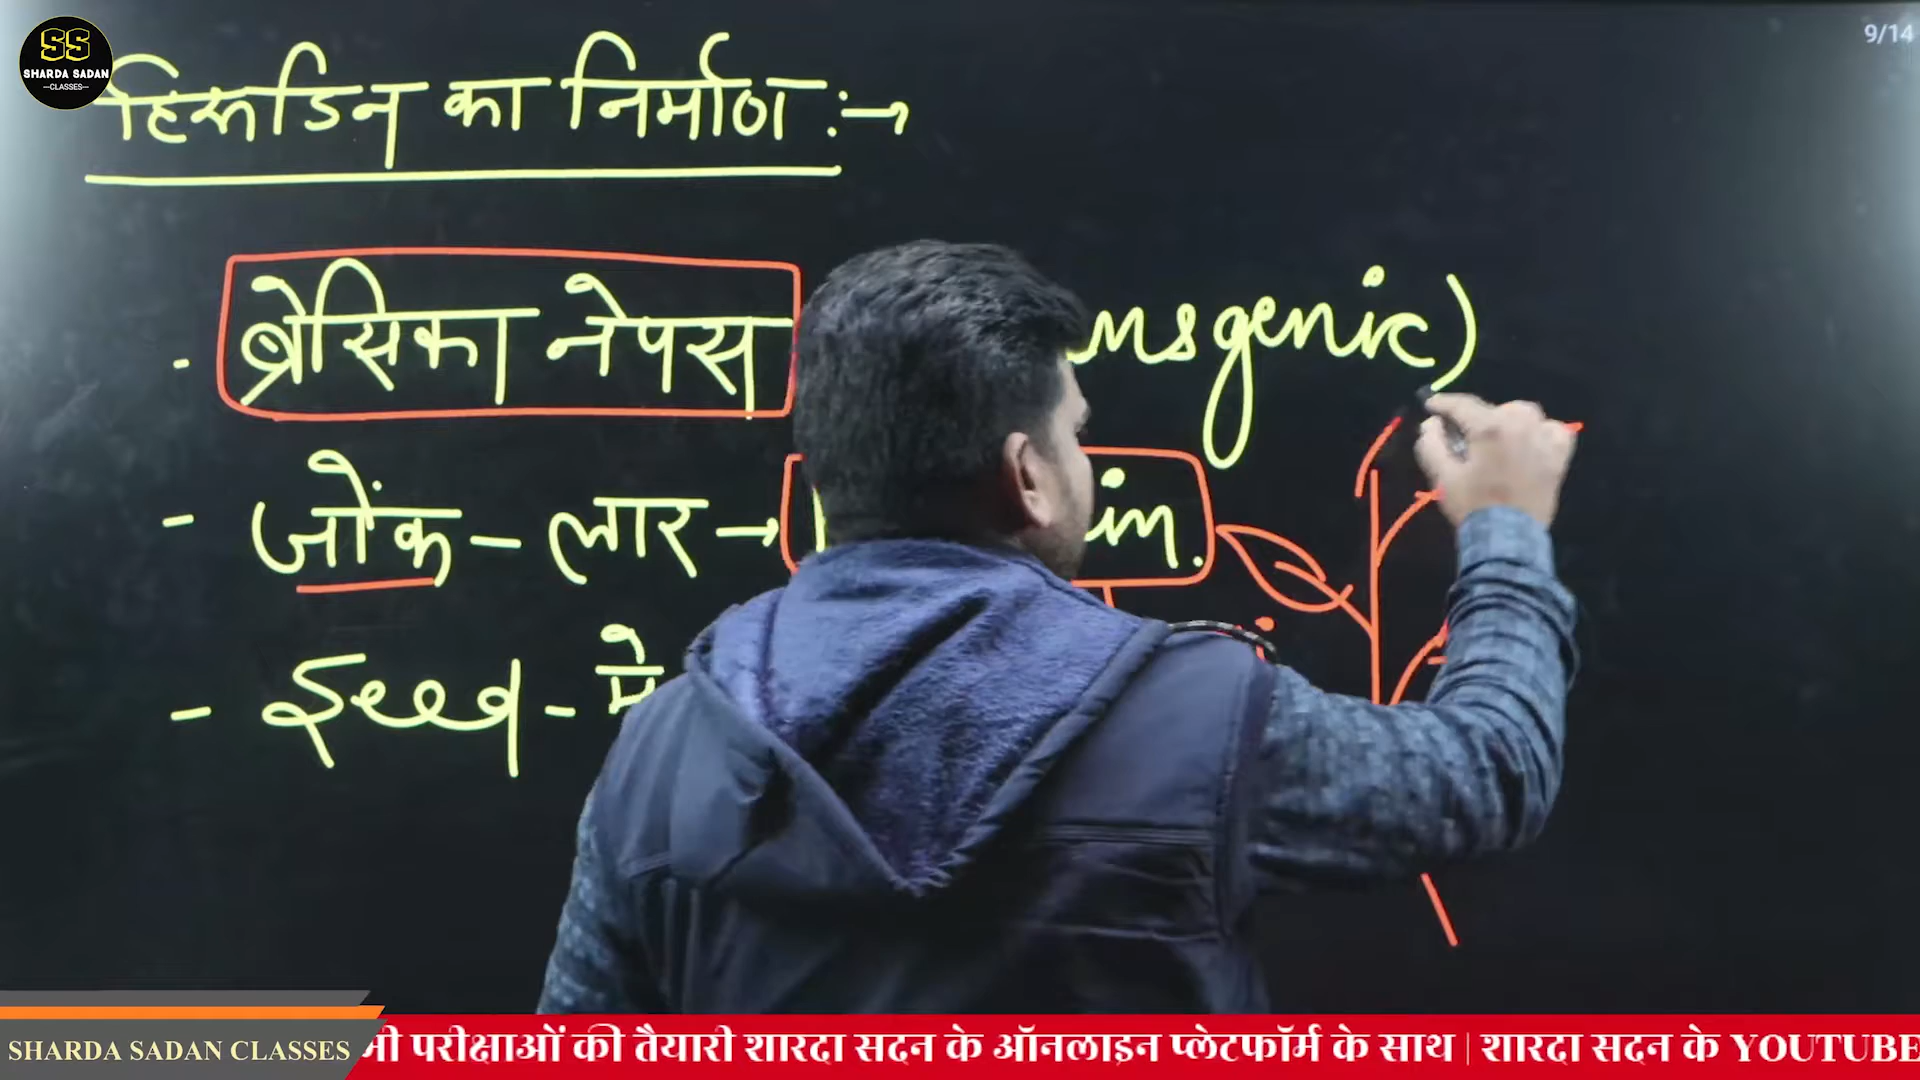 SS
SHARDA SADAN
—CLASSES—
9/14
हिरूडिन का निर्माण :→
- ब्रेसिका नेपस nsgenic)
- जोंक – लार → in.
- Seed - मे
SHARDA SADAN CLASSES
भी परीक्षाओं की तैयारी शारदा सदन के ऑनलाइन प्लेटफॉर्म के साथ | शारदा सदन के YOUTUBE